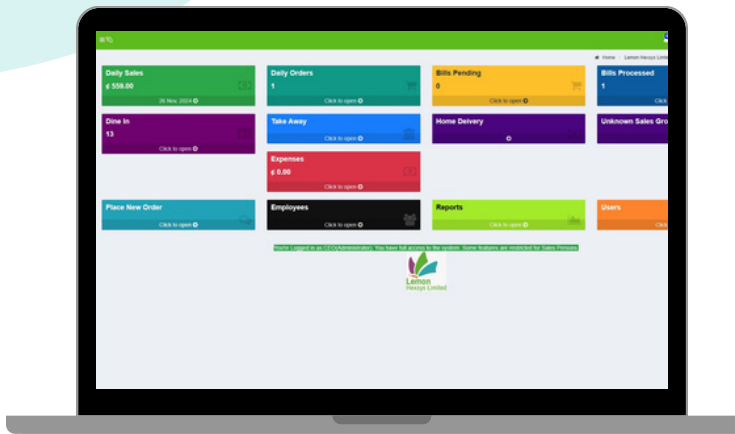 Home / Lemon Hexsys Limi
Daily Sales
¢ 559.00
26 Nov, 2024
Daily Orders
1
Click to open
Bills Pending
0
Click to open
Bills Processed
1
Click
Dine In
13
Click to open
Take Away
Click to open
Home Delivery
Unknown Sales Gro
Expenses
¢ 0.00
Click to open
Place New Order
Click to open
Employees
Click to open
Reports
Click to open
Users
Click
You're Logged in as CEO(Administrator). You have full access to the system. Some features are restricted for Sales Persons.
Lemon
Hexsys Limited